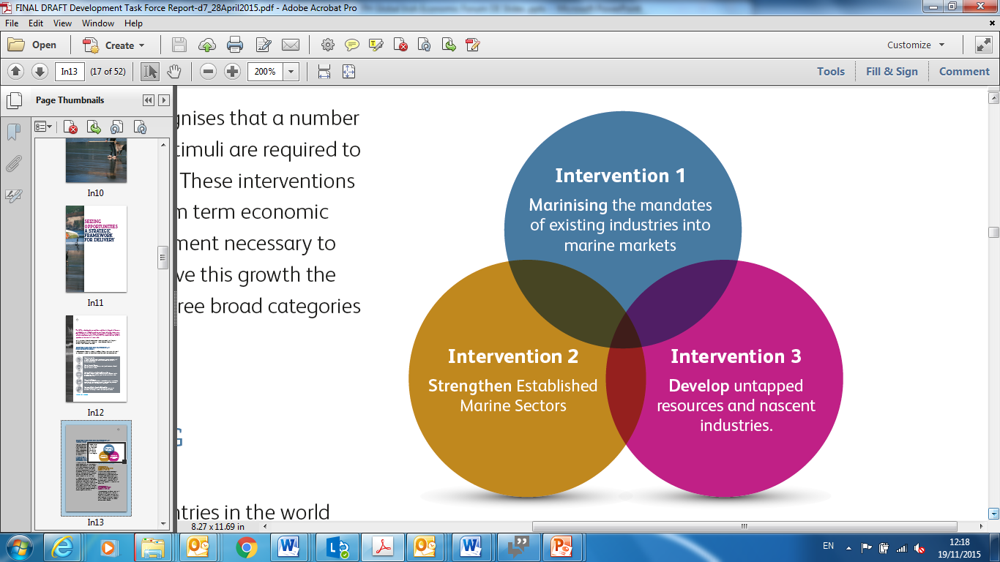 FINAL DRAFT Development Task Force Report-d7_28April2015.pdf - Adobe Acrobat Pro
File Edit View Window Help
Open Create Customize
In13 (17 of 52) 200% Tools Fill & Sign Comment
Page Thumbnails
In10
SEIZING
OPPORTUNITIES
A STRATEGIC
FRAMEWORK
FOR DELIVERY
In11
In12
In13
gnises that a number
timuli are required to
These interventions
m term economic
ment necessary to
ve this growth the
ree broad categories
G
ntries in the world
Intervention 1
Marinising the mandates
of existing industries into
marine markets
Intervention 2
Strengthen Established
Marine Sectors
Intervention 3
Develop untapped
resources and nascent
industries.
8.27 x 11.69 in
EN
12:18
19/11/2015